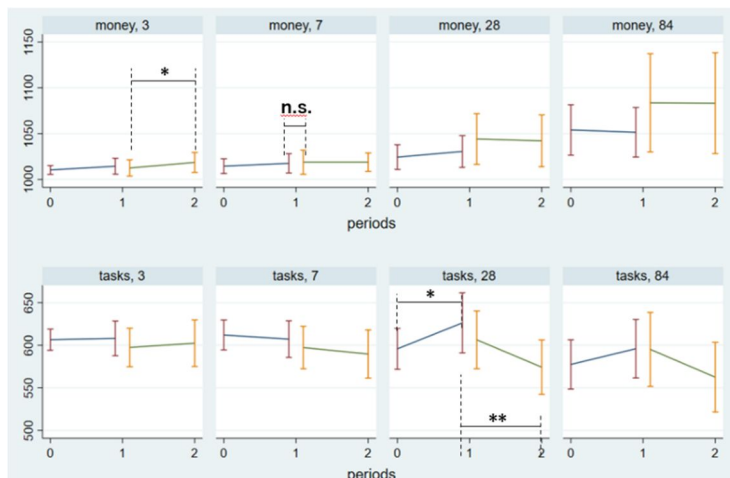 money, 3 money, 7 money, 28 money, 84
1150
1100
1050
1000
*
n.s.
0 1 2 0 1 2 0 1 2 0 1 2
periods
tasks, 3 tasks, 7 tasks, 28 tasks, 84
650
600
550
500
*
**
0 1 2 0 1 2 0 1 2 0 1 2
periods